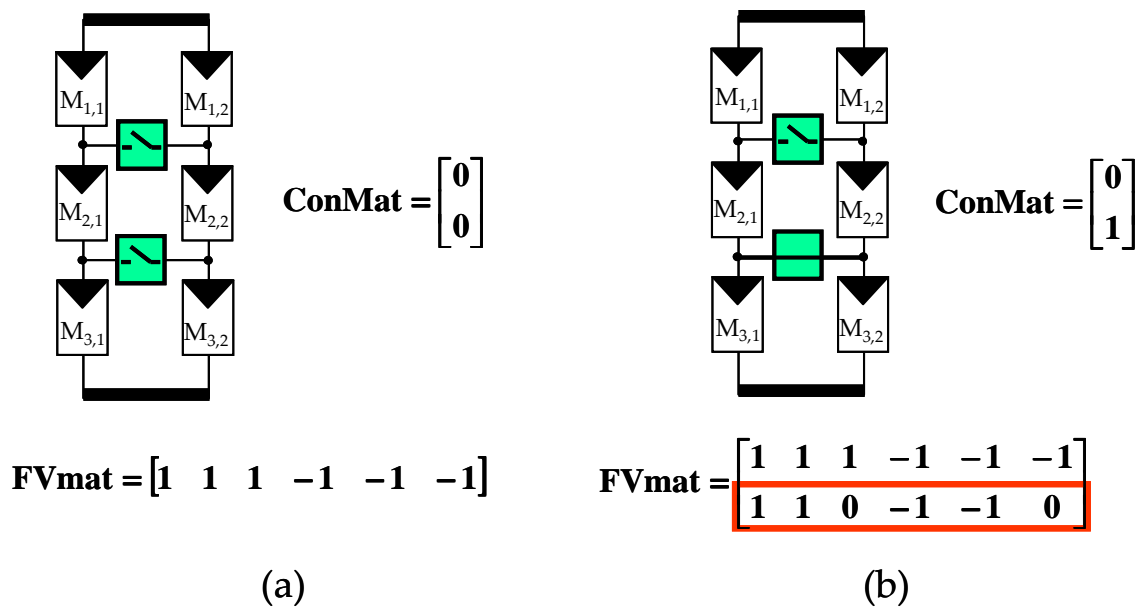 M1,1 M1,2
M2,1 M2,2
M3,1 M3,2
ConMat = [0
0]
FVmat = [1 1 1 −1 −1 −1]
(a)
M1,1 M1,2
M2,1 M2,2
M3,1 M3,2
ConMat = [0
1]
FVmat = [1 1 1 −1 −1 −1
1 1 0 −1 −1 0]
(b)